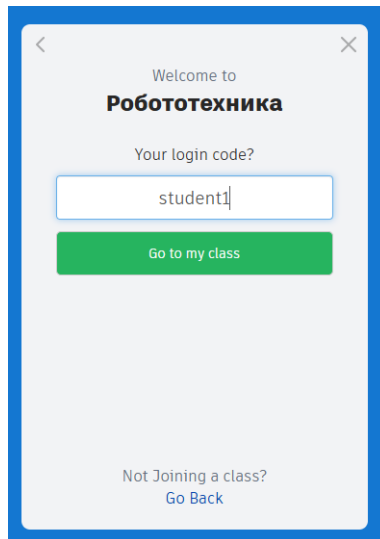 Welcome to
Робототехника
Your login code?
student1
Go to my class
Not Joining a class?
Go Back